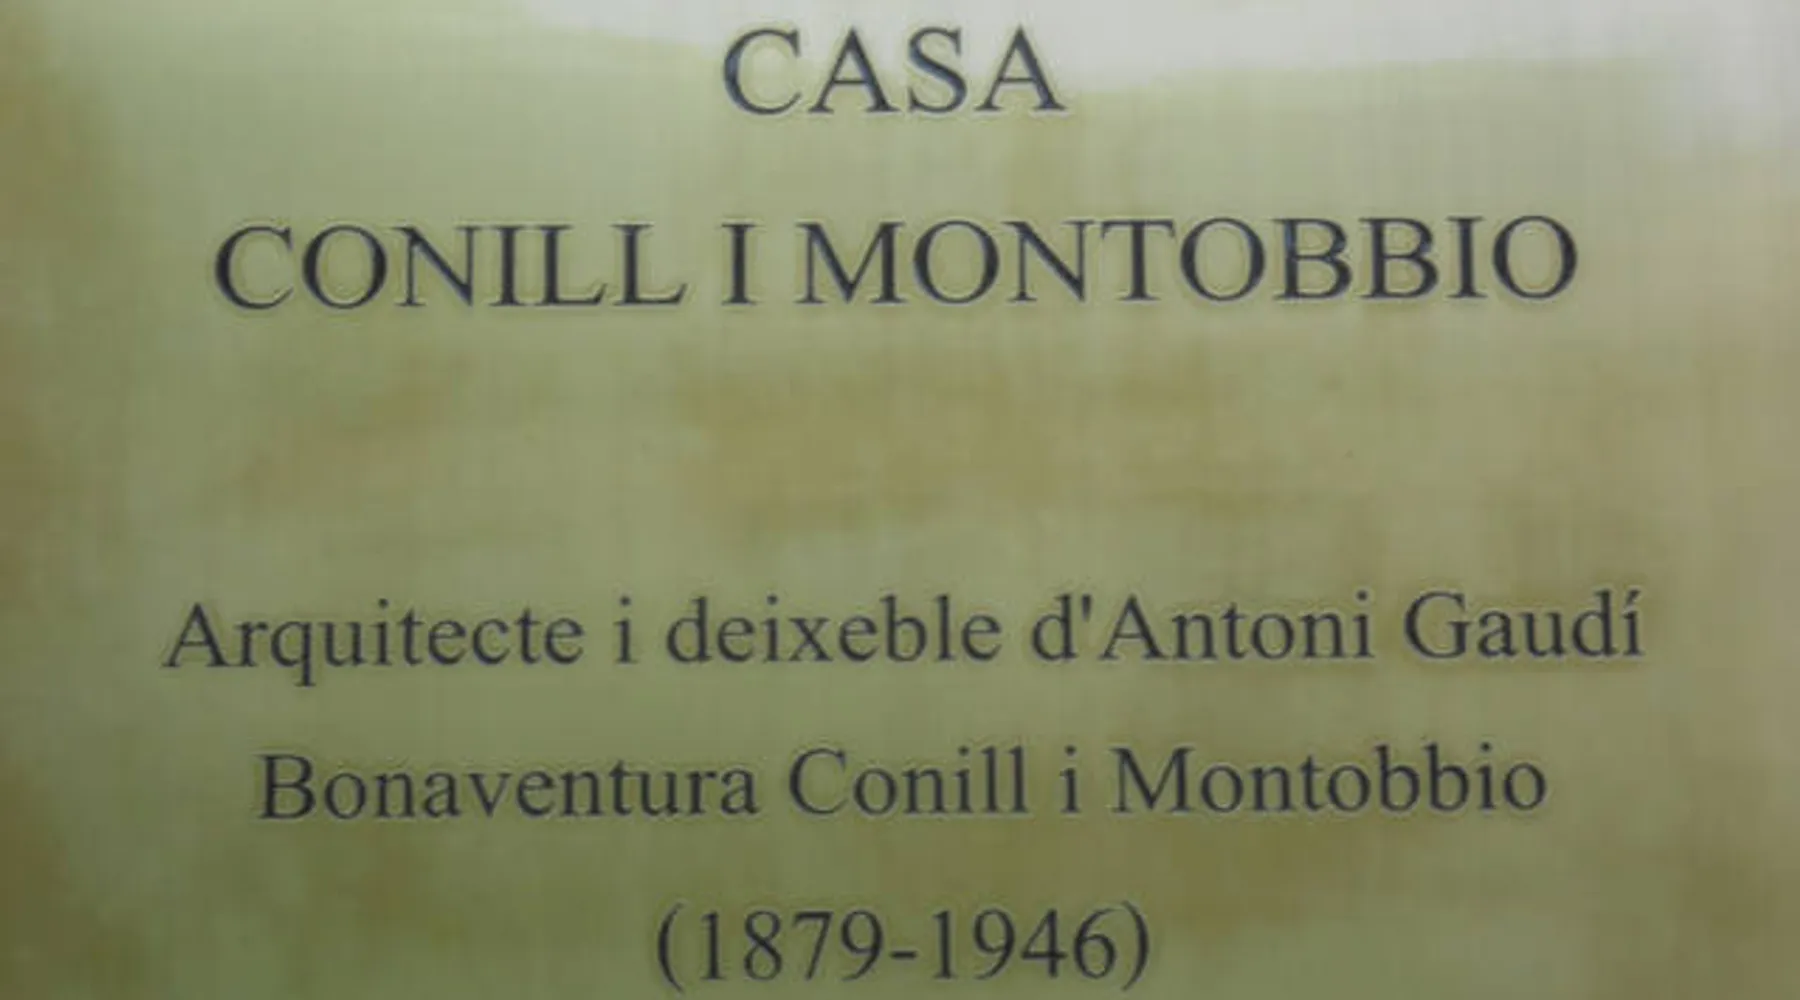 CASA
CONILL I MONTOBBIO
Arquitecte i deixeble d'Antoni Gaudí
Bonaventura Conill i Montobbio
(1879-1946)